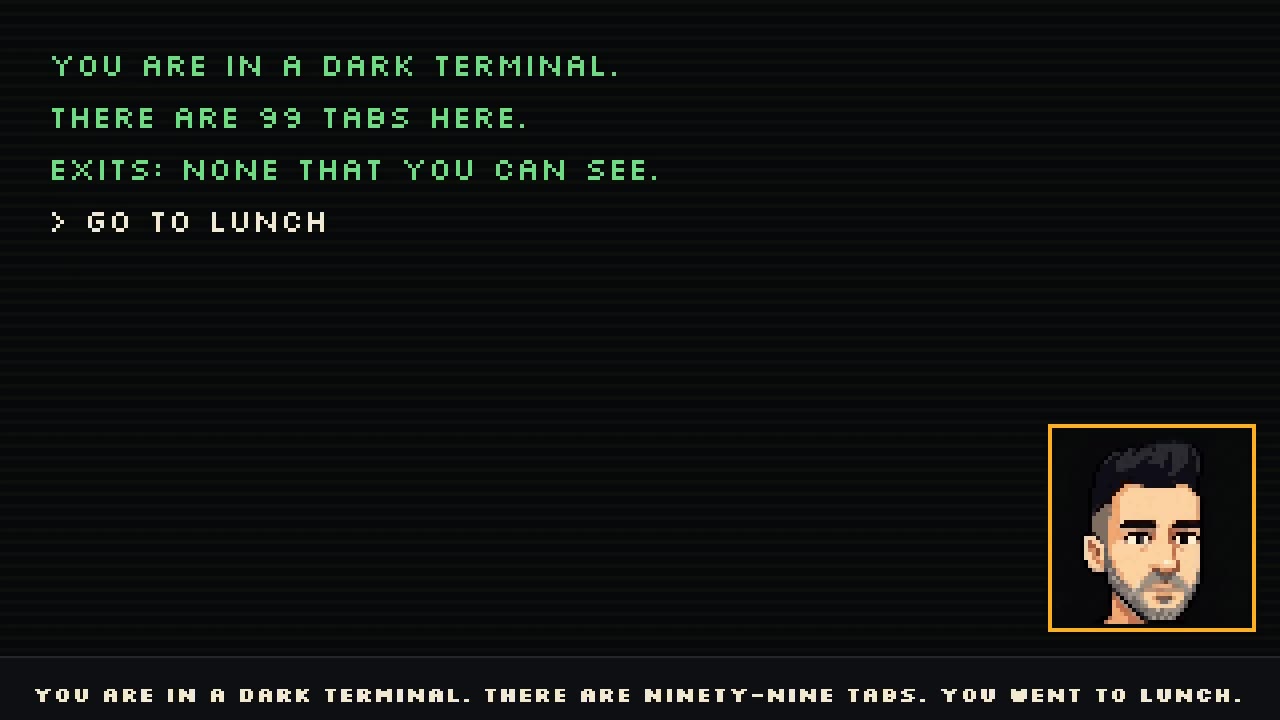 YOU ARE IN A DARK TERMINAL.
THERE ARE 99 TABS HERE.
EXITS: NONE THAT YOU CAN SEE.
> GO TO LUNCH
YOU ARE IN A DARK TERMINAL. THERE ARE NINETY-NINE TABS. YOU WENT TO LUNCH.